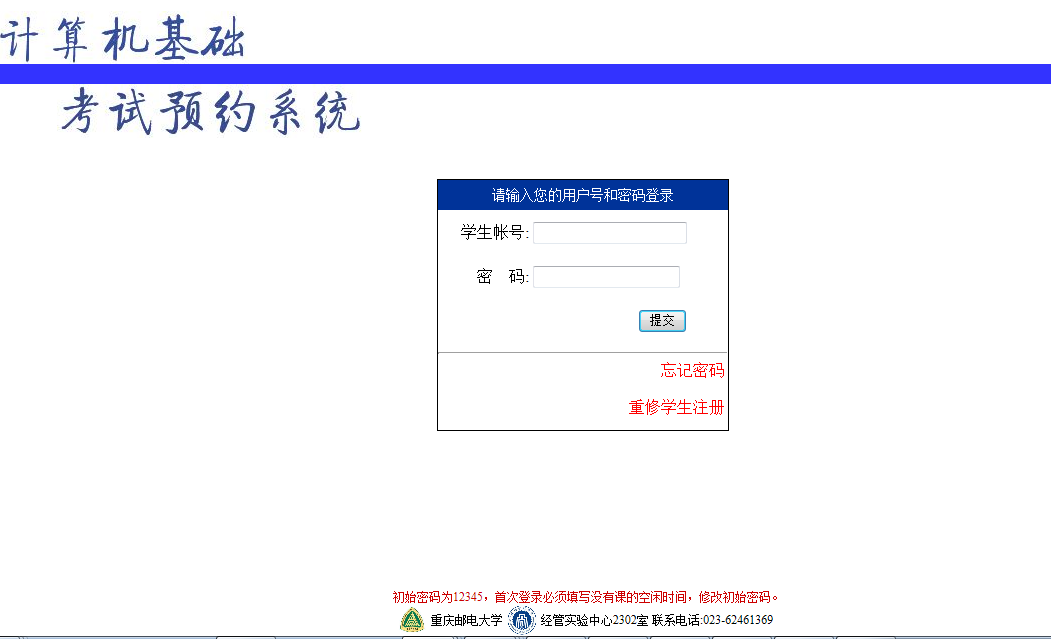 计算机基础
考试预约系统
请输入您的用户号和密码登录
学生帐号:
密 码:
提交
忘记密码
重修学生注册
初始密码为12345，首次登录必须填写没有课的空闲时间，修改初始密码。
重庆邮电大学 经管实验中心2302室 联系电话:023-62461369